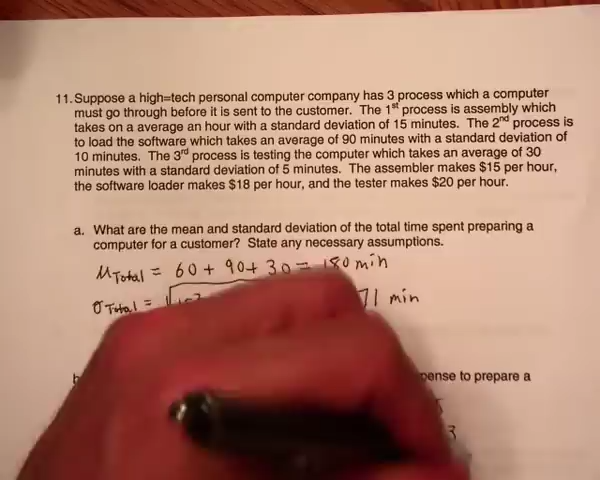 11. Suppose a high=tech personal computer company has 3 process which a computer
must go through before it is sent to the customer. The 1st process is assembly which
takes on a average an hour with a standard deviation of 15 minutes. The 2nd process is
to load the software which takes an average of 90 minutes with a standard deviation of
10 minutes. The 3rd process is testing the computer which takes an average of 30
minutes with a standard deviation of 5 minutes. The assembler makes $15 per hour,
the software loader makes $18 per hour, and the tester makes $20 per hour.
a. What are the mean and standard deviation of the total time spent preparing a
computer for a customer? State any necessary assumptions.
μTotal = 60 + 90 + 30 = 180 min
σTotal = 71 min
pense to prepare a
3